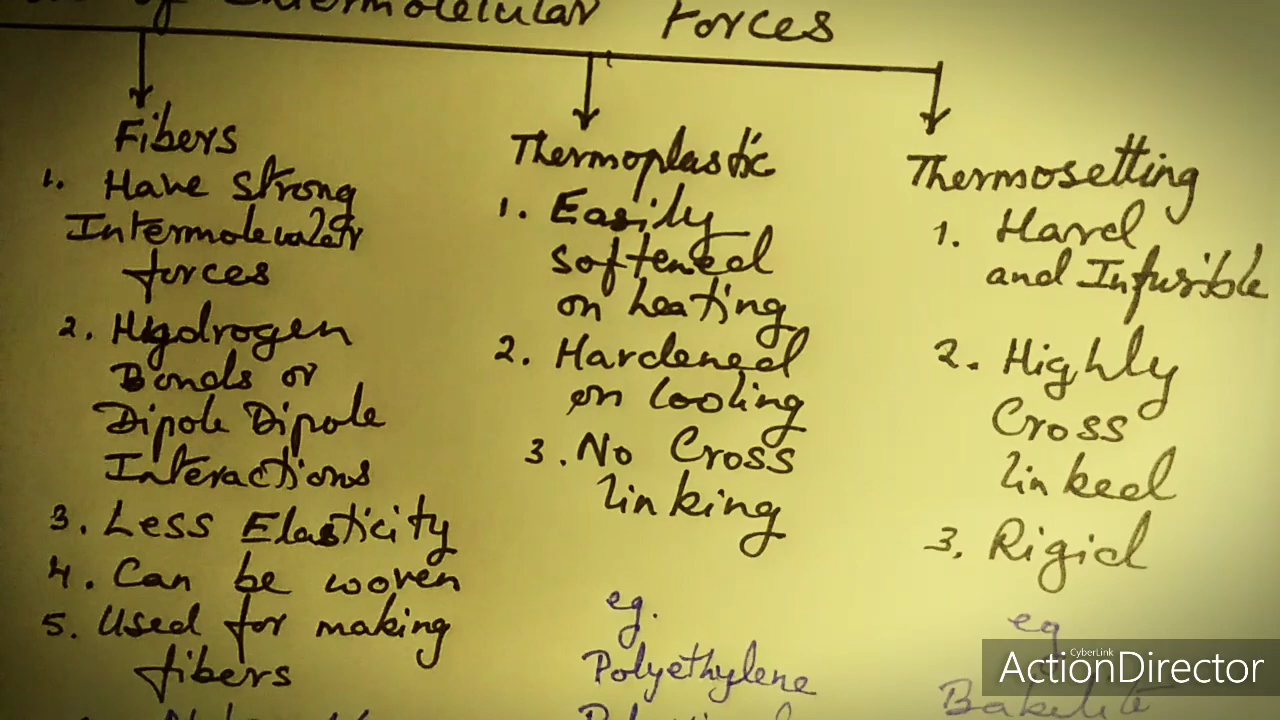 of Intermolecular Forces
Fibers
1. Have Strong
Intermolecular
forces
2. Hydrogen
Bonds or
Dipole Dipole
Interactions
3. Less Elasticity
4. Can be woven
5. Used for making
fibers
Thermoplastic
1. Easily
softened
on heating
2. Hardened
on cooling
3. No Cross
linking
eg.
Polyethylene
Thermosetting
1. Hard
and Infusible
2. Highly
Cross
linked
3. Rigid
eg
Bakelite
CyberLink
ActionDirector